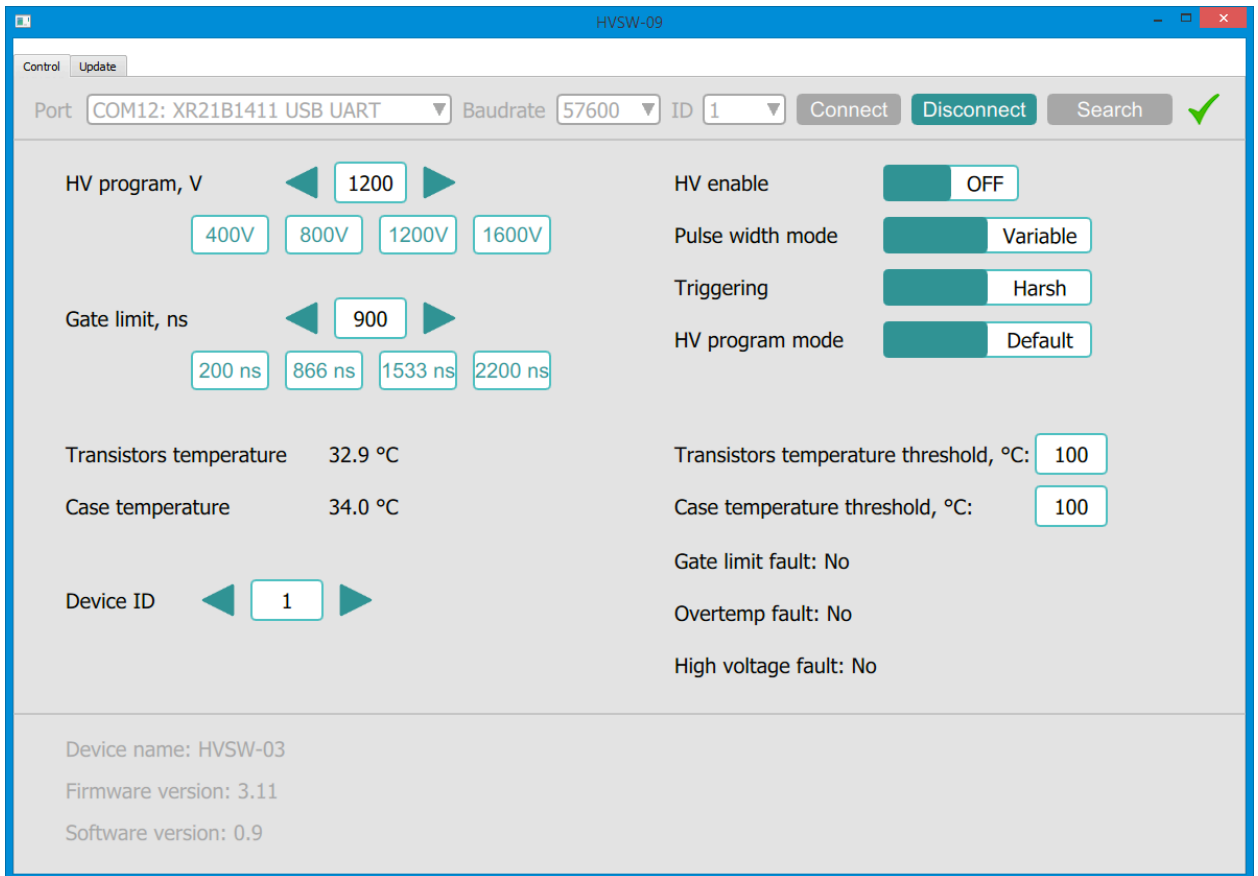 HVSW-09
Control Update
Port COM12: XR21B1411 USB UART Baudrate 57600 ID 1 Connect Disconnect Search
HV program, V 1200
400V 800V 1200V 1600V
Gate limit, ns 900
200 ns 866 ns 1533 ns 2200 ns
HV enable OFF
Pulse width mode Variable
Triggering Harsh
HV program mode Default
Transistors temperature 32.9 °C
Case temperature 34.0 °C
Device ID 1
Transistors temperature threshold, °C: 100
Case temperature threshold, °C: 100
Gate limit fault: No
Overtemp fault: No
High voltage fault: No
Device name: HVSW-03
Firmware version: 3.11
Software version: 0.9